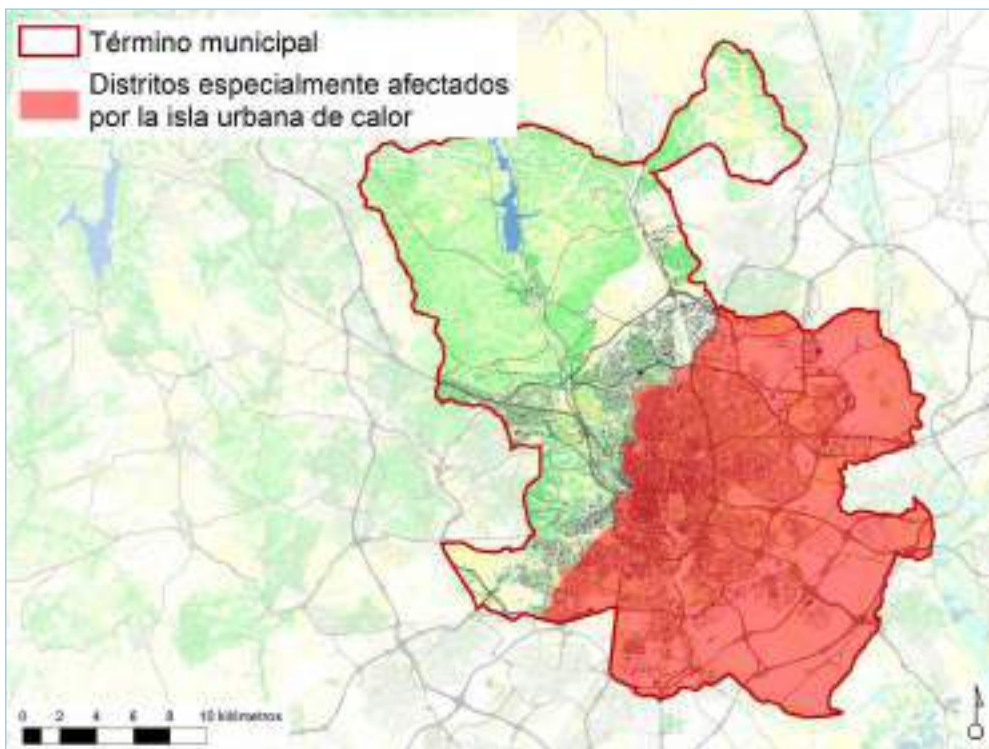 Término municipal
Distritos especialmente afectados
por la isla urbana de calor
0 2 4 6 8 10 kilómetros